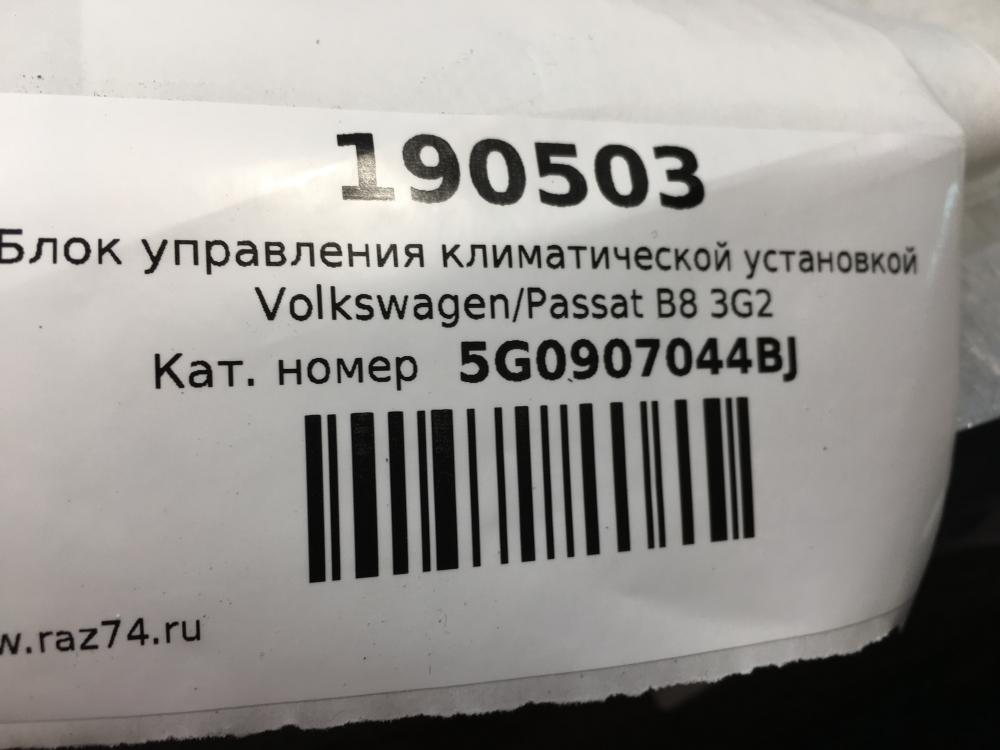 190503
Блок управления климатической установкой
Volkswagen/Passat B8 3G2
Кат. номер 5G0907044BJ
w.raz74.ru